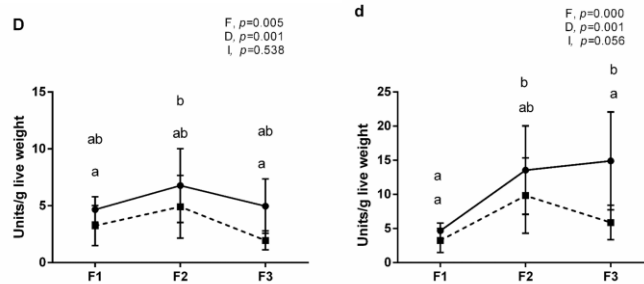 D
F, p=0.005
D, p=0.001
I, p=0.538
Units/g live weight
15
10
5
0
ab
a
b
ab
ab
a
F1
F2
F3
d
F, p=0.000
D, p=0.001
I, p=0.056
Units/g live weight
25
20
15
10
5
0
a
a
b
ab
b
a
F1
F2
F3